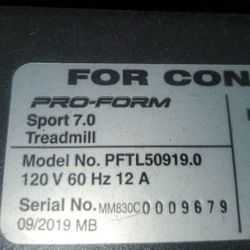 FOR CON
PRO-FORM
Sport 7.0
Treadmill
Model No. PFTL50919.0
120 V 60 Hz 12 A
Serial No. MM830C0009679
09/2019 MB